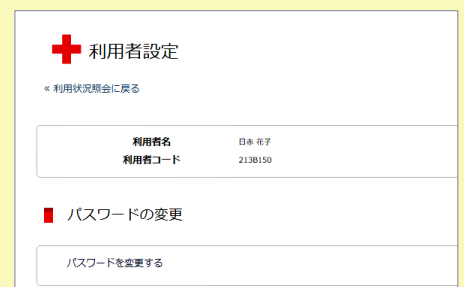 利用者設定
« 利用状況照会に戻る
利用者名 日赤 花子
利用者コード 213B150
パスワードの変更
パスワードを変更する